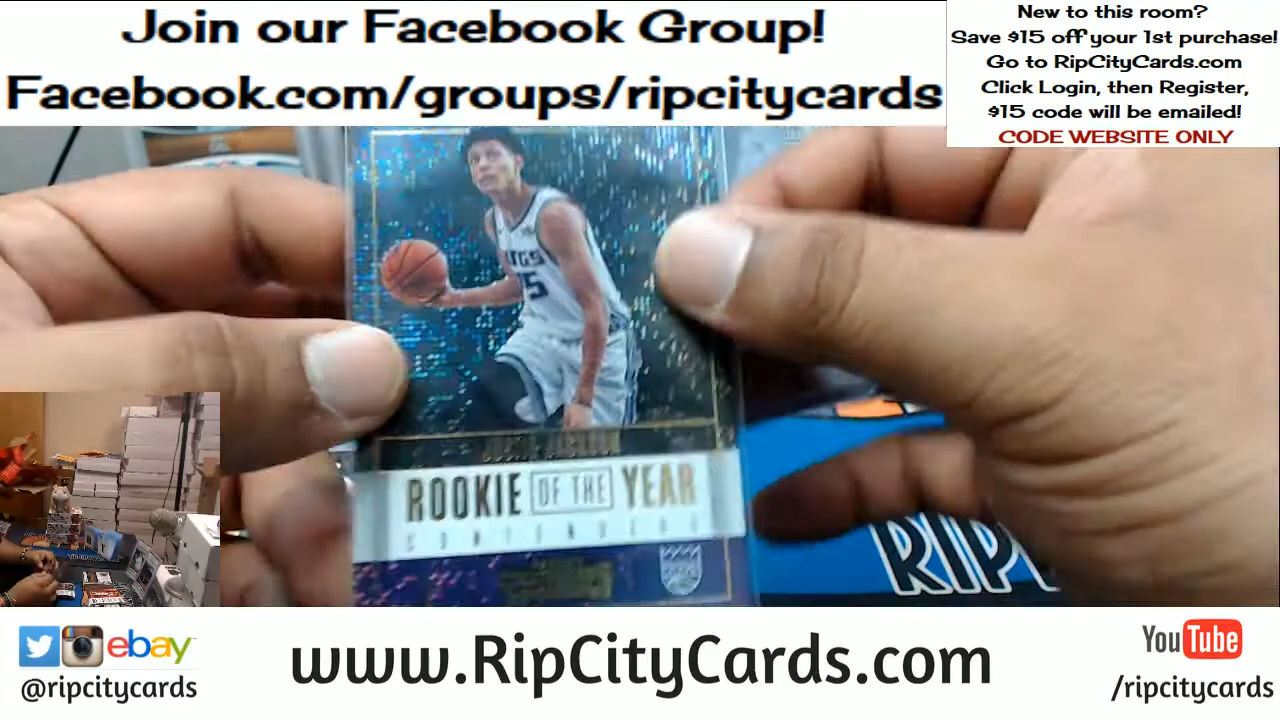 Join our Facebook Group!
Facebook.com/groups/ripcitycards
New to this room?
Save $15 off your 1st purchase!
Go to RipCityCards.com
Click Login, then Register,
$15 code will be emailed!
CODE WEBSITE ONLY
ROOKIE OF THE YEAR
CONTENDERS
RIP
ebay
@ripcitycards
www.RipCityCards.com
YouTube
/ripcitycards